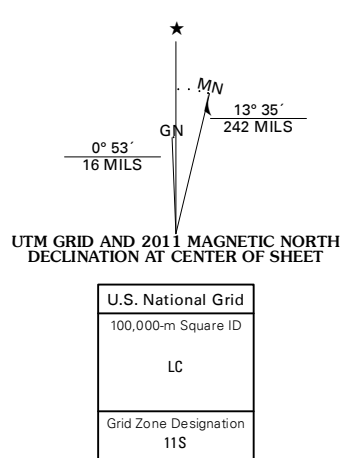 ★
MN
GN
13° 35´
242 MILS
0° 53´
16 MILS
UTM GRID AND 2011 MAGNETIC NORTH
DECLINATION AT CENTER OF SHEET
U.S. National Grid
100,000-m Square ID
LC
Grid Zone Designation
11S